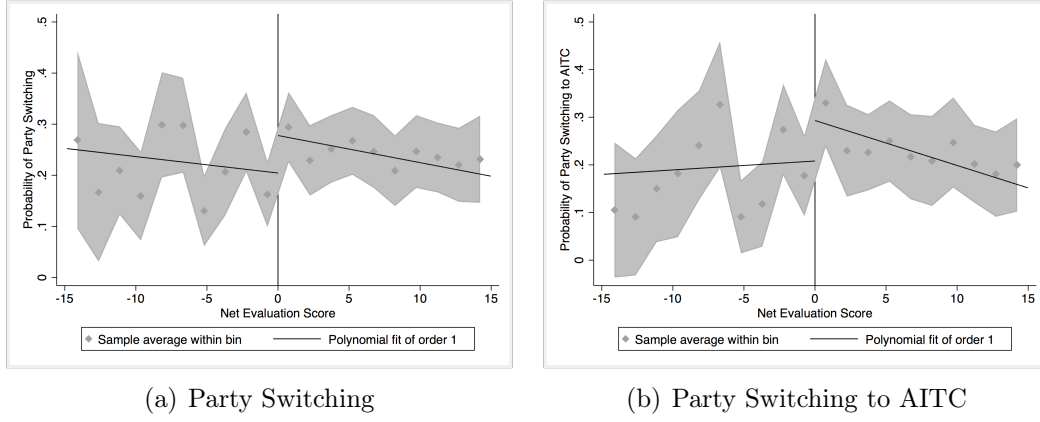 Probability of Party Switching
.5
.4
.3
.2
.1
0
-15 -10 -5 0 5 10 15
Net Evaluation Score
Sample average within bin Polynomial fit of order 1
(a) Party Switching
Probability of Party Switching to AITC
.5
.4
.3
.2
.1
0
-15 -10 -5 0 5 10 15
Net Evaluation Score
Sample average within bin Polynomial fit of order 1
(b) Party Switching to AITC